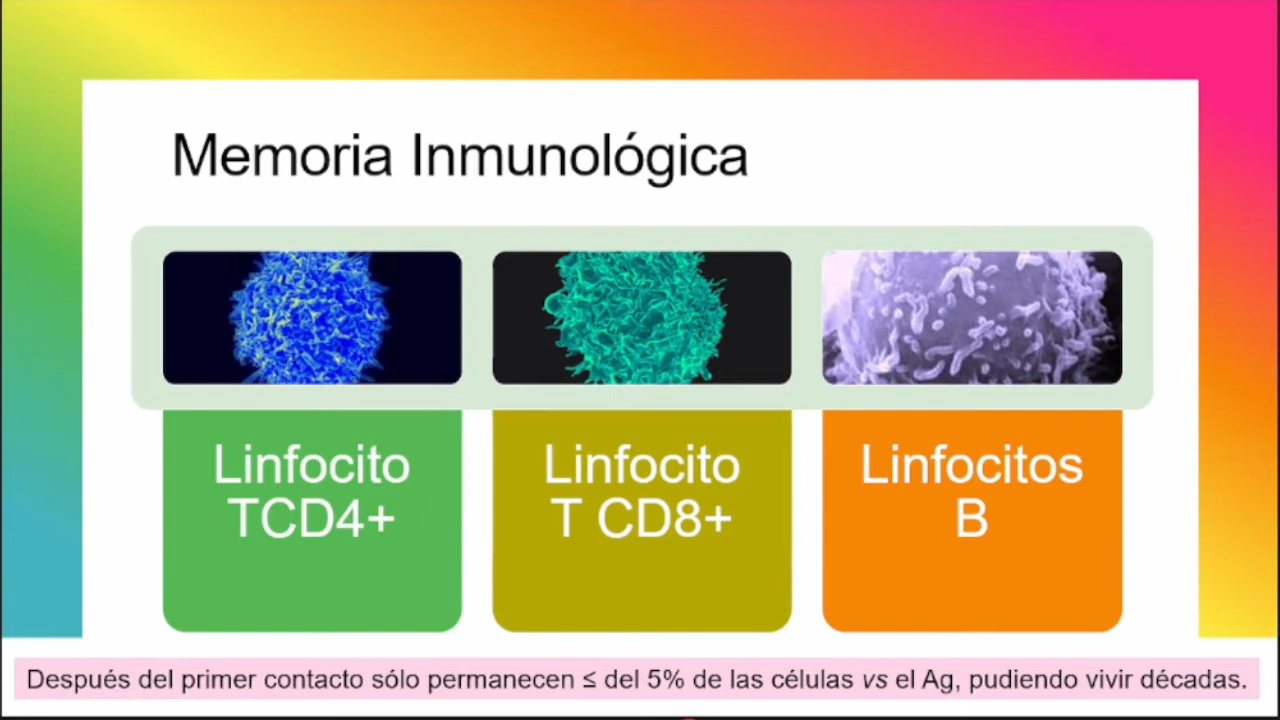 Memoria Inmunológica
Linfocito
TCD4+
Linfocito
T CD8+
Linfocitos
B
Después del primer contacto sólo permanecen ≤ del 5% de las células vs el Ag, pudiendo vivir décadas.